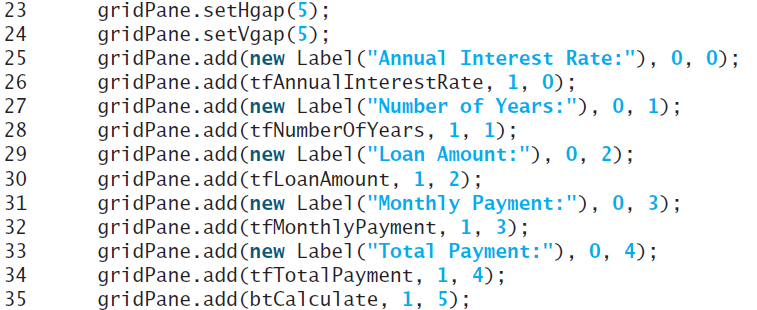 23 gridPane.setHgap(5);
24 gridPane.setVgap(5);
25 gridPane.add(new Label("Annual Interest Rate:"), 0, 0);
26 gridPane.add(tfAnnualInterestRate, 1, 0);
27 gridPane.add(new Label("Number of Years:"), 0, 1);
28 gridPane.add(tfNumberOfYears, 1, 1);
29 gridPane.add(new Label("Loan Amount:"), 0, 2);
30 gridPane.add(tfLoanAmount, 1, 2);
31 gridPane.add(new Label("Monthly Payment:"), 0, 3);
32 gridPane.add(tfMonthlyPayment, 1, 3);
33 gridPane.add(new Label("Total Payment:"), 0, 4);
34 gridPane.add(tfTotalPayment, 1, 4);
35 gridPane.add(btCalculate, 1, 5);